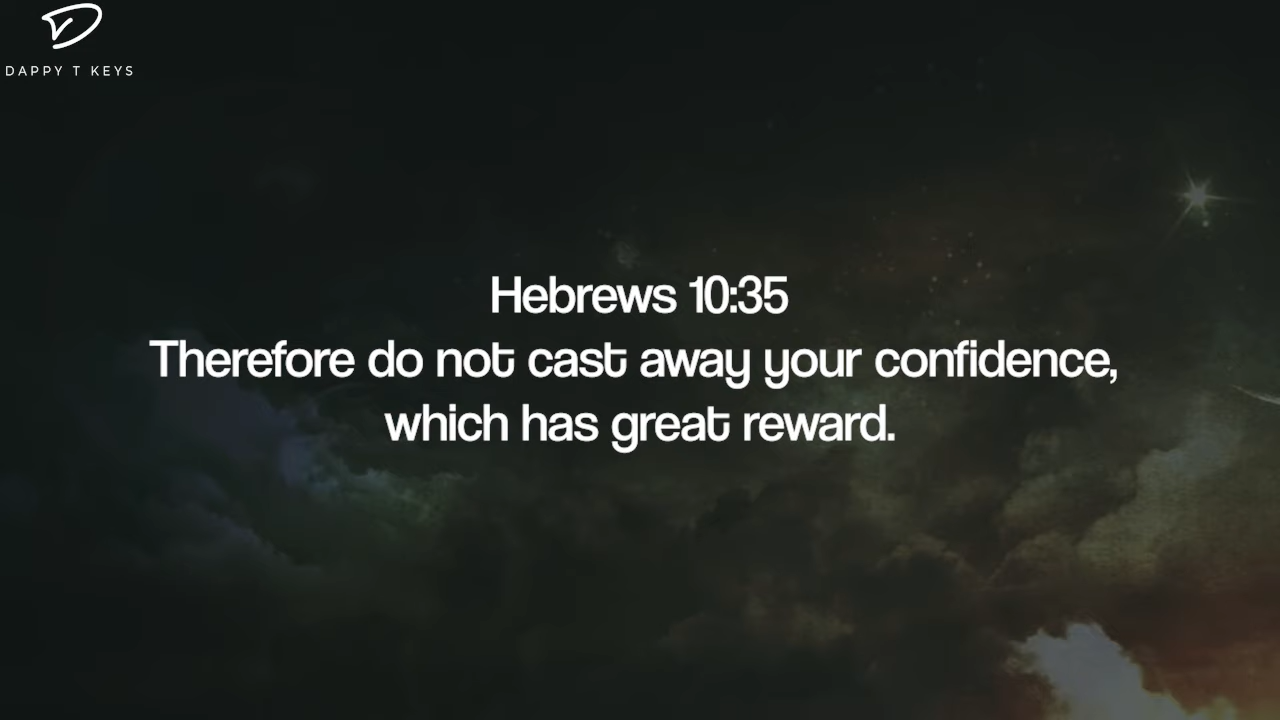 DAPPY T KEYS
Hebrews 10:35
Therefore do not cast away your confidence,
which has great reward.